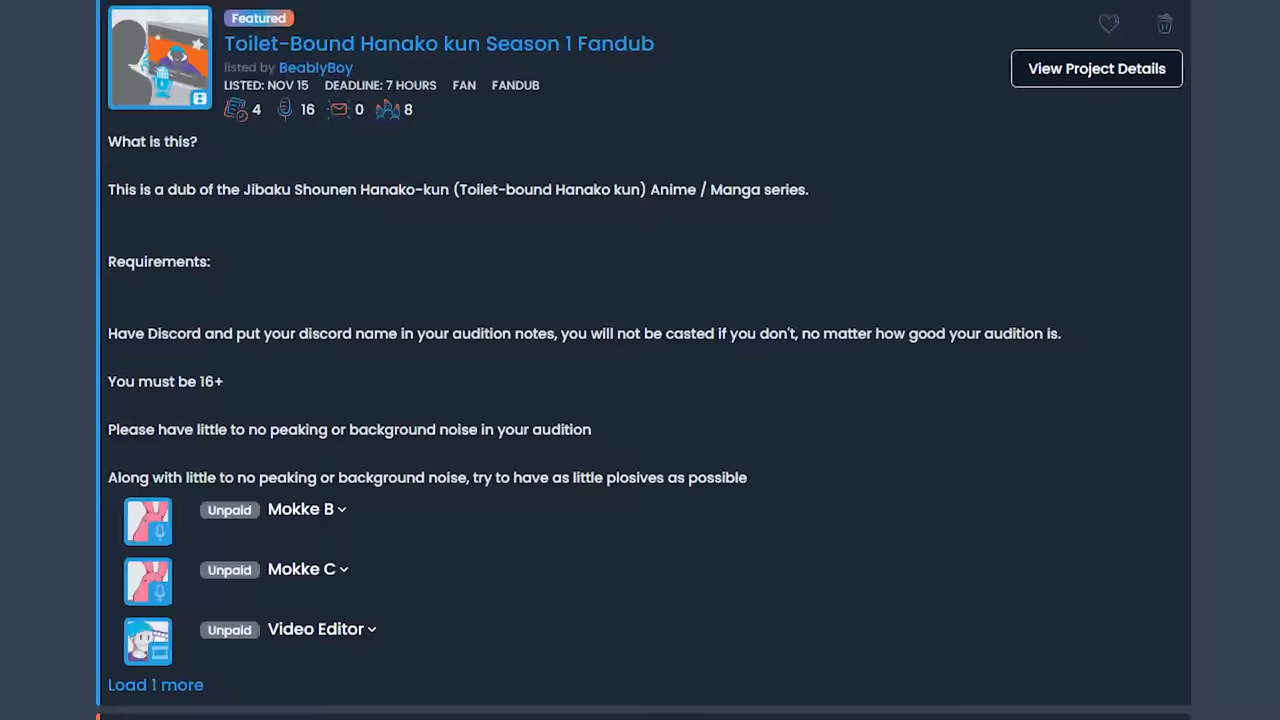 Featured
Toilet-Bound Hanako kun Season 1 Fandub
listed by BeablyBoy
LISTED: NOV 15 DEADLINE: 7 HOURS FAN FANDUB
4 16 0 8
View Project Details
What is this?
This is a dub of the Jibaku Shounen Hanako-kun (Toilet-bound Hanako kun) Anime / Manga series.
Requirements:
Have Discord and put your discord name in your audition notes, you will not be casted if you don't, no matter how good your audition is.
You must be 16+
Please have little to no peaking or background noise in your audition
Along with little to no peaking or background noise, try to have as little plosives as possible
Unpaid Mokke B
Unpaid Mokke C
Unpaid Video Editor
Load 1 more